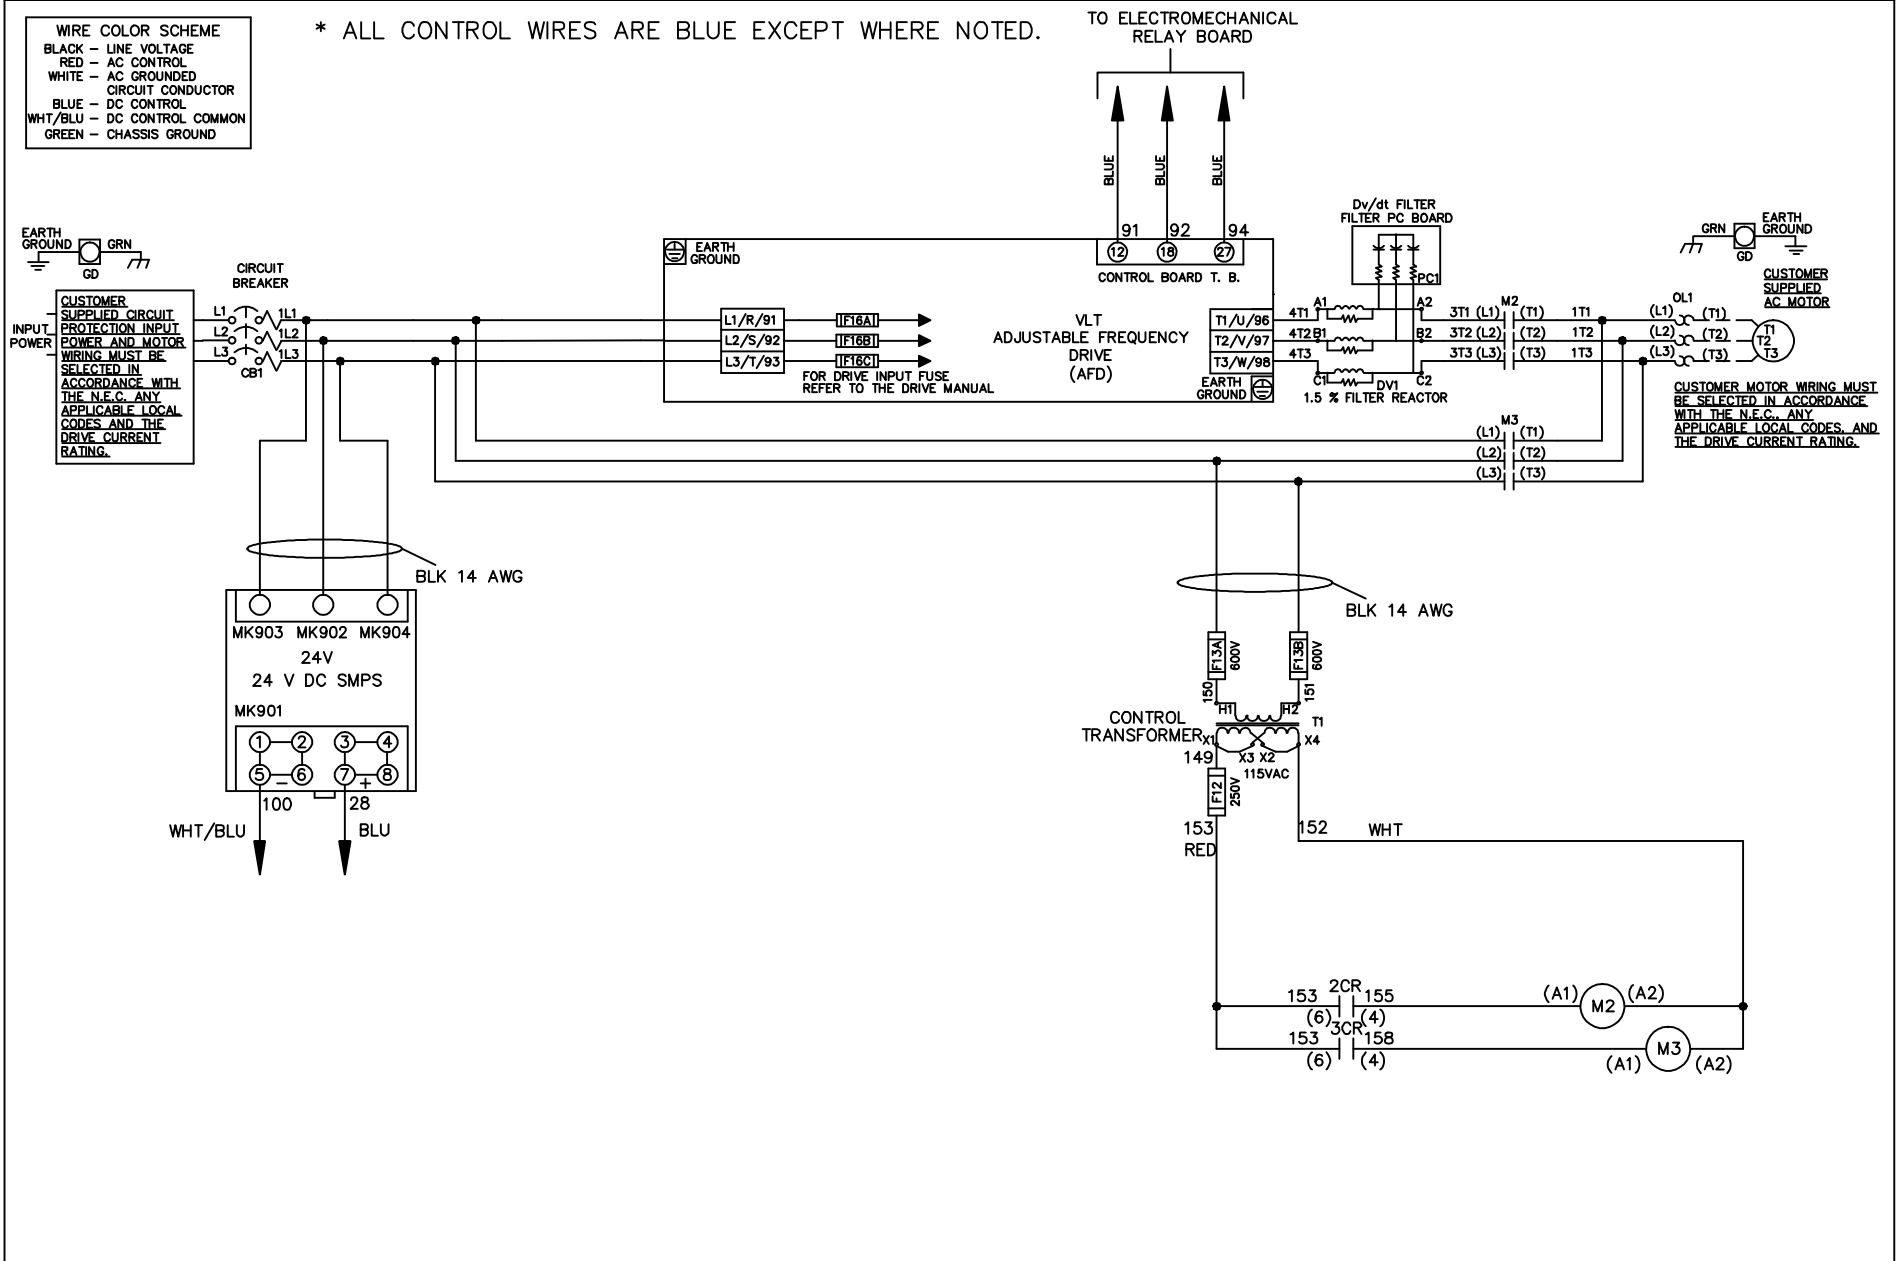 WIRE COLOR SCHEME
BLACK – LINE VOLTAGE
RED – AC CONTROL
WHITE – AC GROUNDED
CIRCUIT CONDUCTOR
BLUE – DC CONTROL
WHT/BLU – DC CONTROL COMMON
GREEN – CHASSIS GROUND
* ALL CONTROL WIRES ARE BLUE EXCEPT WHERE NOTED.
TO ELECTROMECHANICAL
RELAY BOARD
BLUE
BLUE
BLUE
91 92 94
12 18 27
CONTROL BOARD T. B.
EARTH
GROUND
GRN
GD
CIRCUIT
BREAKER
INPUT
POWER
CUSTOMER
SUPPLIED CIRCUIT
PROTECTION INPUT
POWER AND MOTOR
WIRING MUST BE
SELECTED IN
ACCORDANCE WITH
THE N.E.C. ANY
APPLICABLE LOCAL
CODES AND THE
DRIVE CURRENT
RATING.
L1 1L1
L2 1L2
L3 1L3
CB1
EARTH
GROUND
L1/R/91 IF16A
L2/S/92 IF16B
L3/T/93 IF16C
FOR DRIVE INPUT FUSE
REFER TO THE DRIVE MANUAL
VLT
ADJUSTABLE FREQUENCY
DRIVE
(AFD)
T1/U/96
T2/V/97
T3/W/98
EARTH
GROUND
Dv/dt FILTER
FILTER PC BOARD
PC1
4T1 A1 A2
4T2 B1 B2
4T3
C1 DV1 C2
1.5 % FILTER REACTOR
M2
3T1 (L1) (T1) 1T1
3T2 (L2) (T2) 1T2
3T3 (L3) (T3) 1T3
M3
(L1) (T1)
(L2) (T2)
(L3) (T3)
GRN
EARTH
GROUND
GD
CUSTOMER
SUPPLIED
AC MOTOR
OL1
(L1) (T1)
(L2) (T2)
(L3) (T3)
T1
T2
T3
CUSTOMER MOTOR WIRING MUST
BE SELECTED IN ACCORDANCE
WITH THE N.E.C., ANY
APPLICABLE LOCAL CODES, AND
THE DRIVE CURRENT RATING.
BLK 14 AWG
MK903 MK902 MK904
24V
24 V DC SMPS
MK901
1 2 3 4
5 6 7 8
– +
100 28
WHT/BLU BLU
BLK 14 AWG
F13A 600V F13B 600V
150 151
H1 H2
CONTROL
TRANSFORMER
T1
X1 X4
149 X3 X2
115VAC
F12 250V
153 152 WHT
RED
2CR
153 155 (A1) M2 (A2)
(6) (4)
3CR
153 158 M3
(6) (4) (A1) (A2)